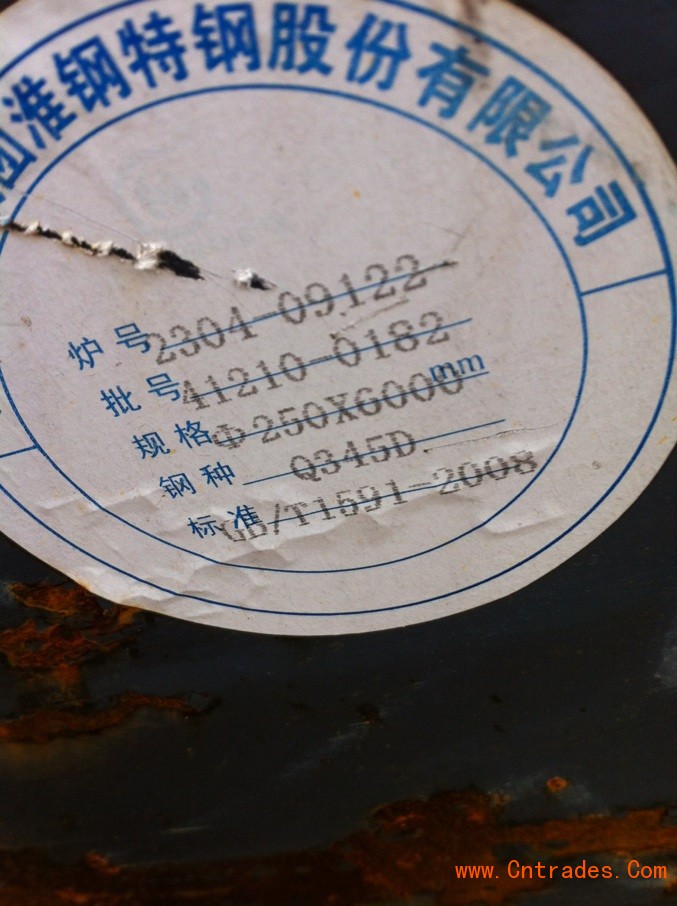 团淮钢特钢股份有限公司
炉号 2304-09122
批号 41210-0182
规格 Φ250X6000mm
钢种 Q345D
标准 GB/T1591-2008
www.Cntrades.Com